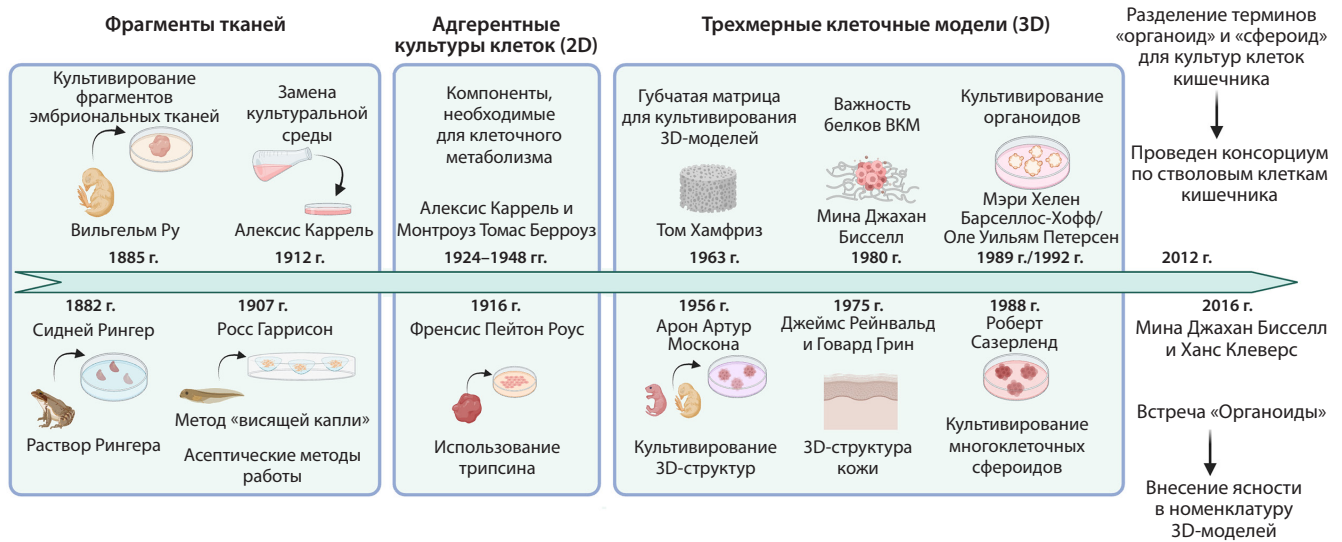 Фрагменты тканей
Адгерентные
культуры клеток (2D)
Трехмерные клеточные модели (3D)
Разделение терминов
«органоид» и «сфероид»
для культур клеток
кишечника
Проведен консорциум
по стволовым клеткам
кишечника
2012 г.
Культивирование
фрагментов
эмбриональных тканей
Вильгельм Ру
1885 г.
Замена
культуральной
среды
Алексис Каррель
1912 г.
Компоненты,
необходимые
для клеточного
метаболизма
Алексис Каррель и
Монтроуз Томас Берроуз
1924–1948 гг.
Губчатая матрица
для культивирования
3D-моделей
Том Хамфриз
1963 г.
Важность
белков ВКМ
Мина Джахан
Бисселл
1980 г.
Культивирование
органоидов
Мэри Хелен
Барселлос-Хофф/
Оле Уильям Петерсен
1989 г./1992 г.
1882 г.
Сидней Рингер
Раствор Рингера
1907 г.
Росс Гаррисон
Метод «висящей капли»
Асептические методы
работы
1916 г.
Френсис Пейтон Роус
Использование
трипсина
1956 г.
Арон Артур
Москона
Культивирование
3D-структур
1975 г.
Джеймс Рейнвальд
и Говард Грин
3D-структура
кожи
1988 г.
Роберт
Сазерленд
Культивирование
многоклеточных
сфероидов
2016 г.
Мина Джахан Бисселл
и Ханс Клеверс
Встреча «Органоиды»
Внесение ясности
в номенклатуру
3D-моделей